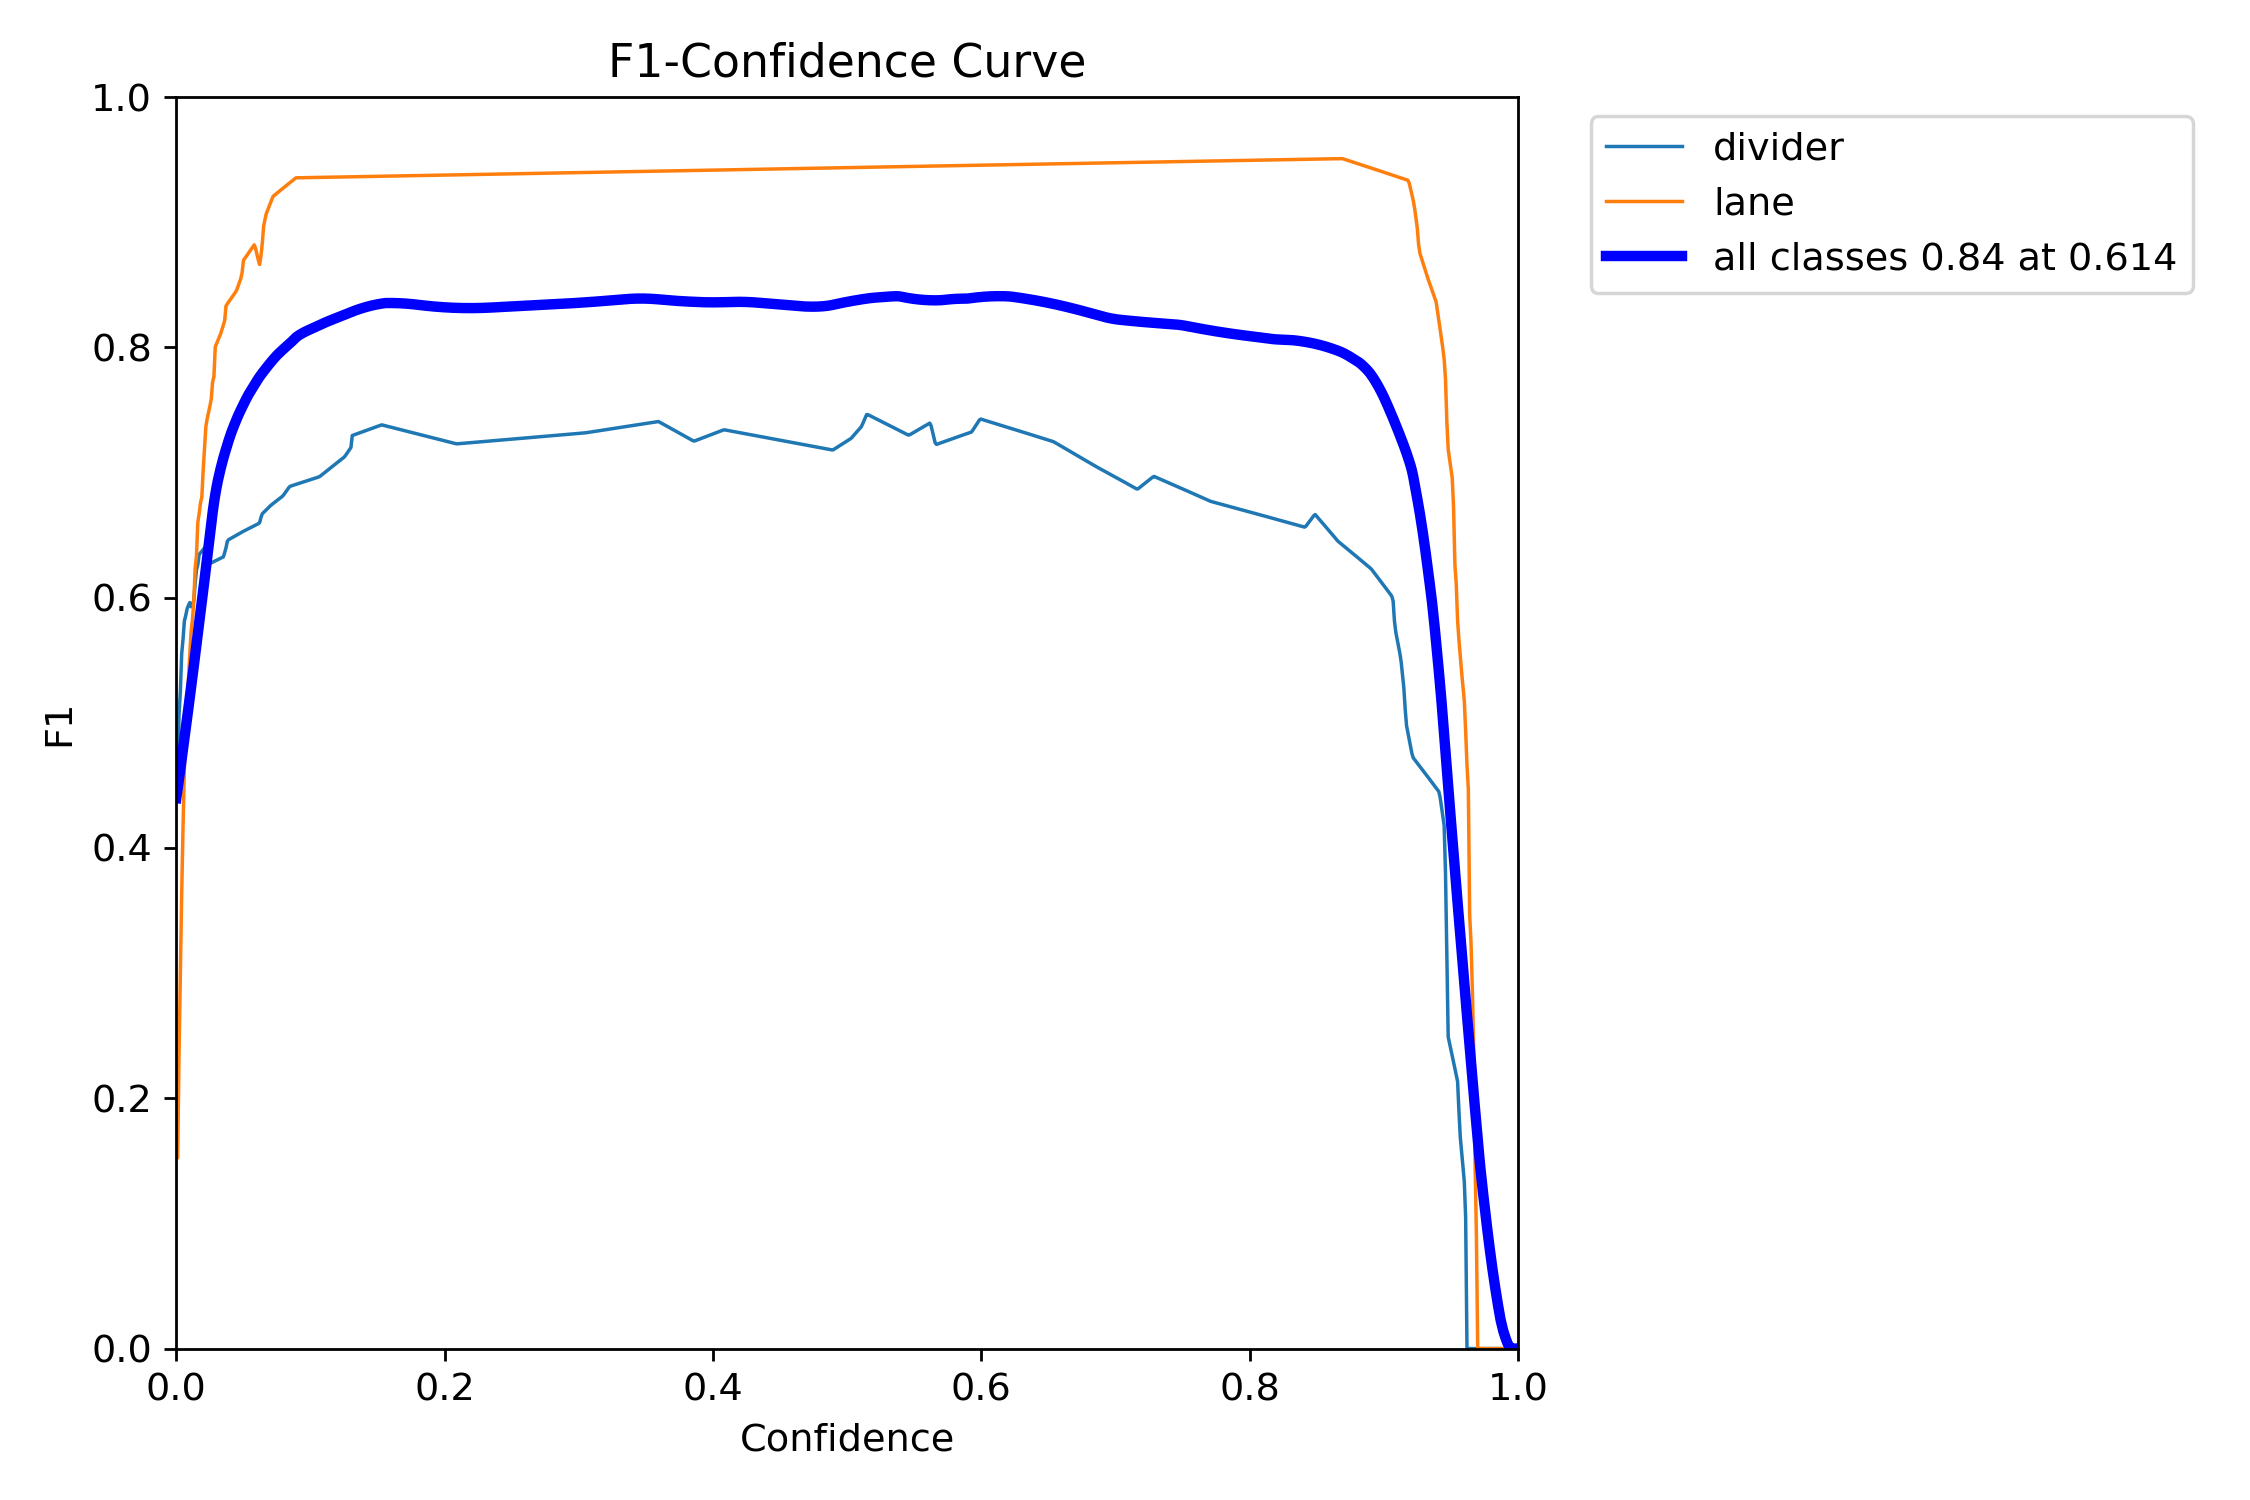 F1-Confidence Curve
1.0
0.8
0.6
0.4
0.2
0.0
F1
0.0 0.2 0.4 0.6 0.8 1.0
Confidence
divider
lane
all classes 0.84 at 0.614